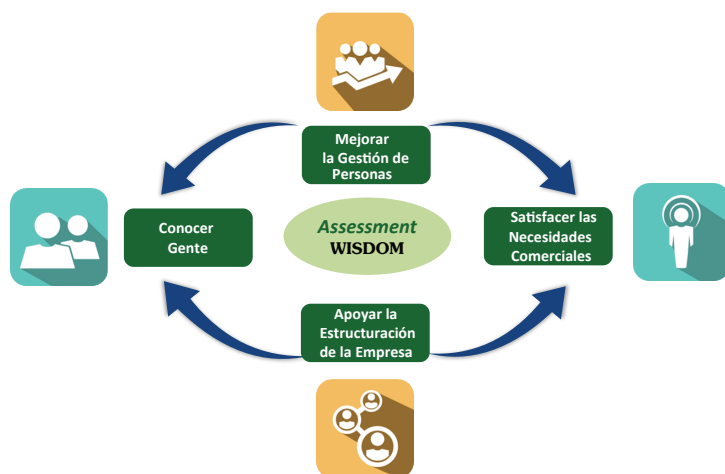 Mejorar
la Gestión de
Personas
Conocer
Gente
Assessment
WISDOM
Satisfacer las
Necesidades
Comerciales
Apoyar la
Estructuración
de la Empresa